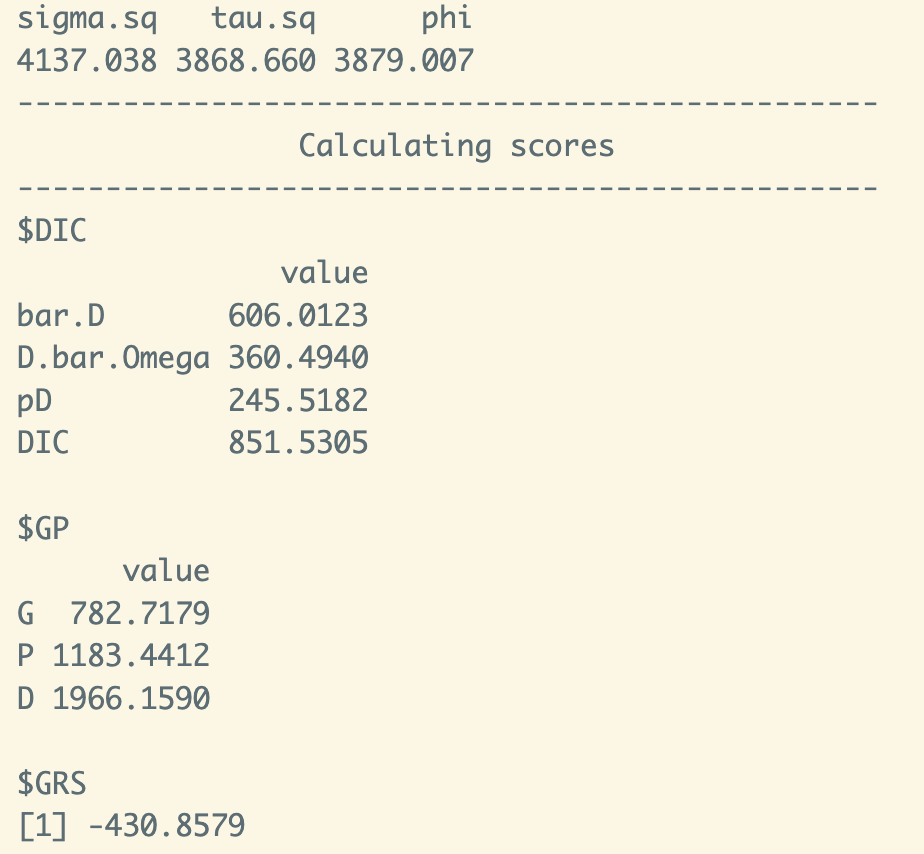 sigma.sq   tau.sq      phi
4137.038 3868.660 3879.007
-------------------------------------------------
                Calculating scores
-------------------------------------------------
$DIC
               value
bar.D       606.0123
D.bar.Omega 360.4940
pD          245.5182
DIC         851.5305

$GP
      value
G  782.7179
P 1183.4412
D 1966.1590

$GRS
[1] -430.8579